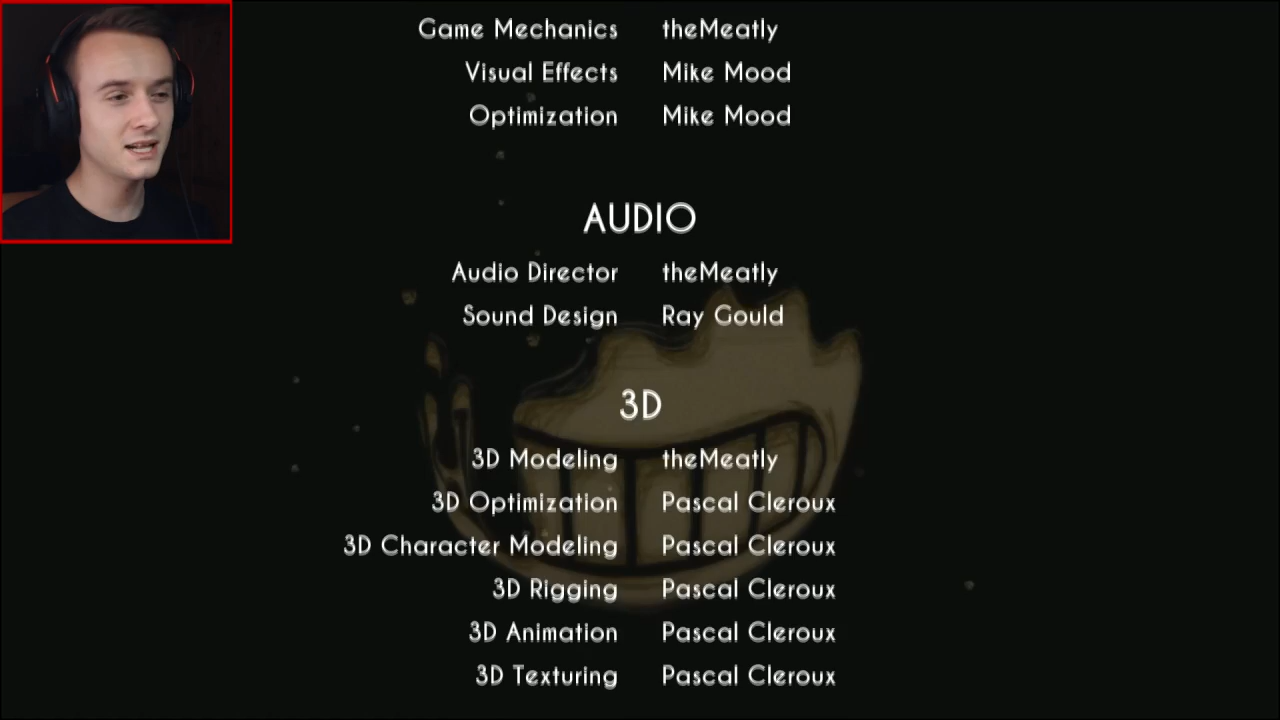 Game Mechanics theMeatly
Visual Effects Mike Mood
Optimization Mike Mood
AUDIO
Audio Director theMeatly
Sound Design Ray Gould
3D
3D Modeling theMeatly
3D Optimization Pascal Cleroux
3D Character Modeling Pascal Cleroux
3D Rigging Pascal Cleroux
3D Animation Pascal Cleroux
3D Texturing Pascal Cleroux